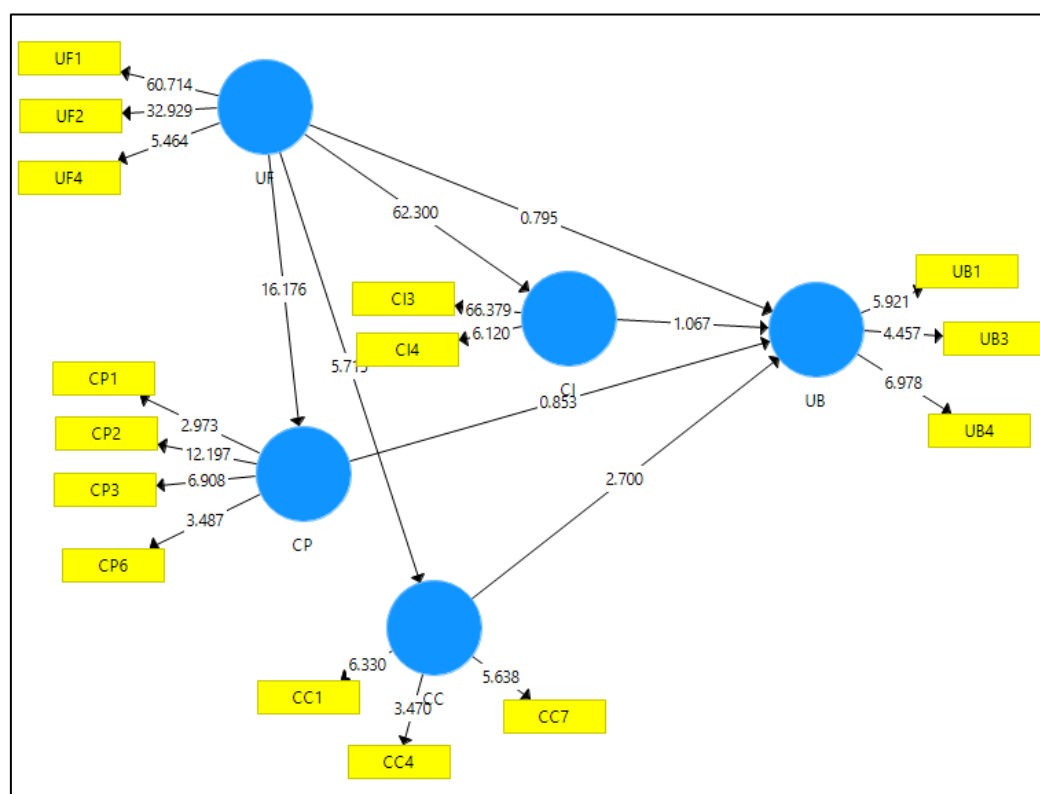 UF1
60.714
UF2
32.929
5.464
UF4
UF
62.300
0.795
16.176
UB1
CI3
66.379
5.921
CI4
6.120
1.067
4.457
UB3
CI
UB
6.978
UB4
CP1
0.853
2.973
CP2
12.197
CP3
6.908
3.487
CP6
CP
2.700
6.330
5.638
CC1
CC
3.470
CC7
CC4